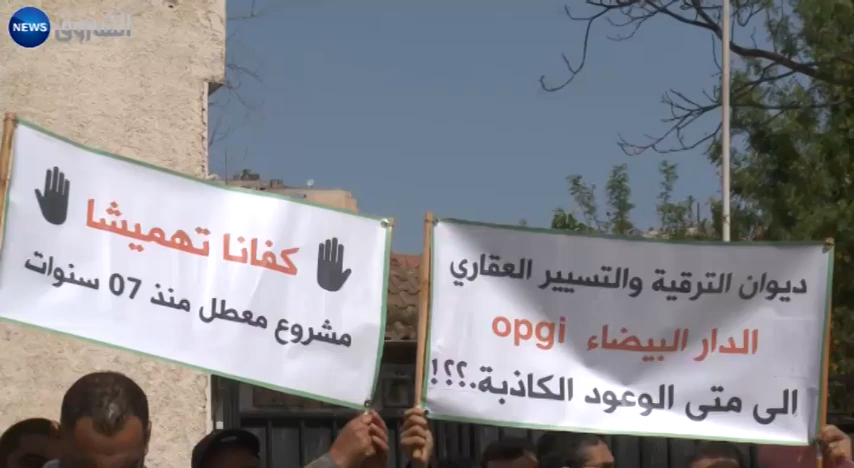 NEWS الشروق
كفانا تهميشا
مشروع معطل منذ 07 سنوات
ديوان الترقية والتسيير العقاري
الدار البيضاء opgi
الى متى الوعود الكاذبة.؟؟؟!